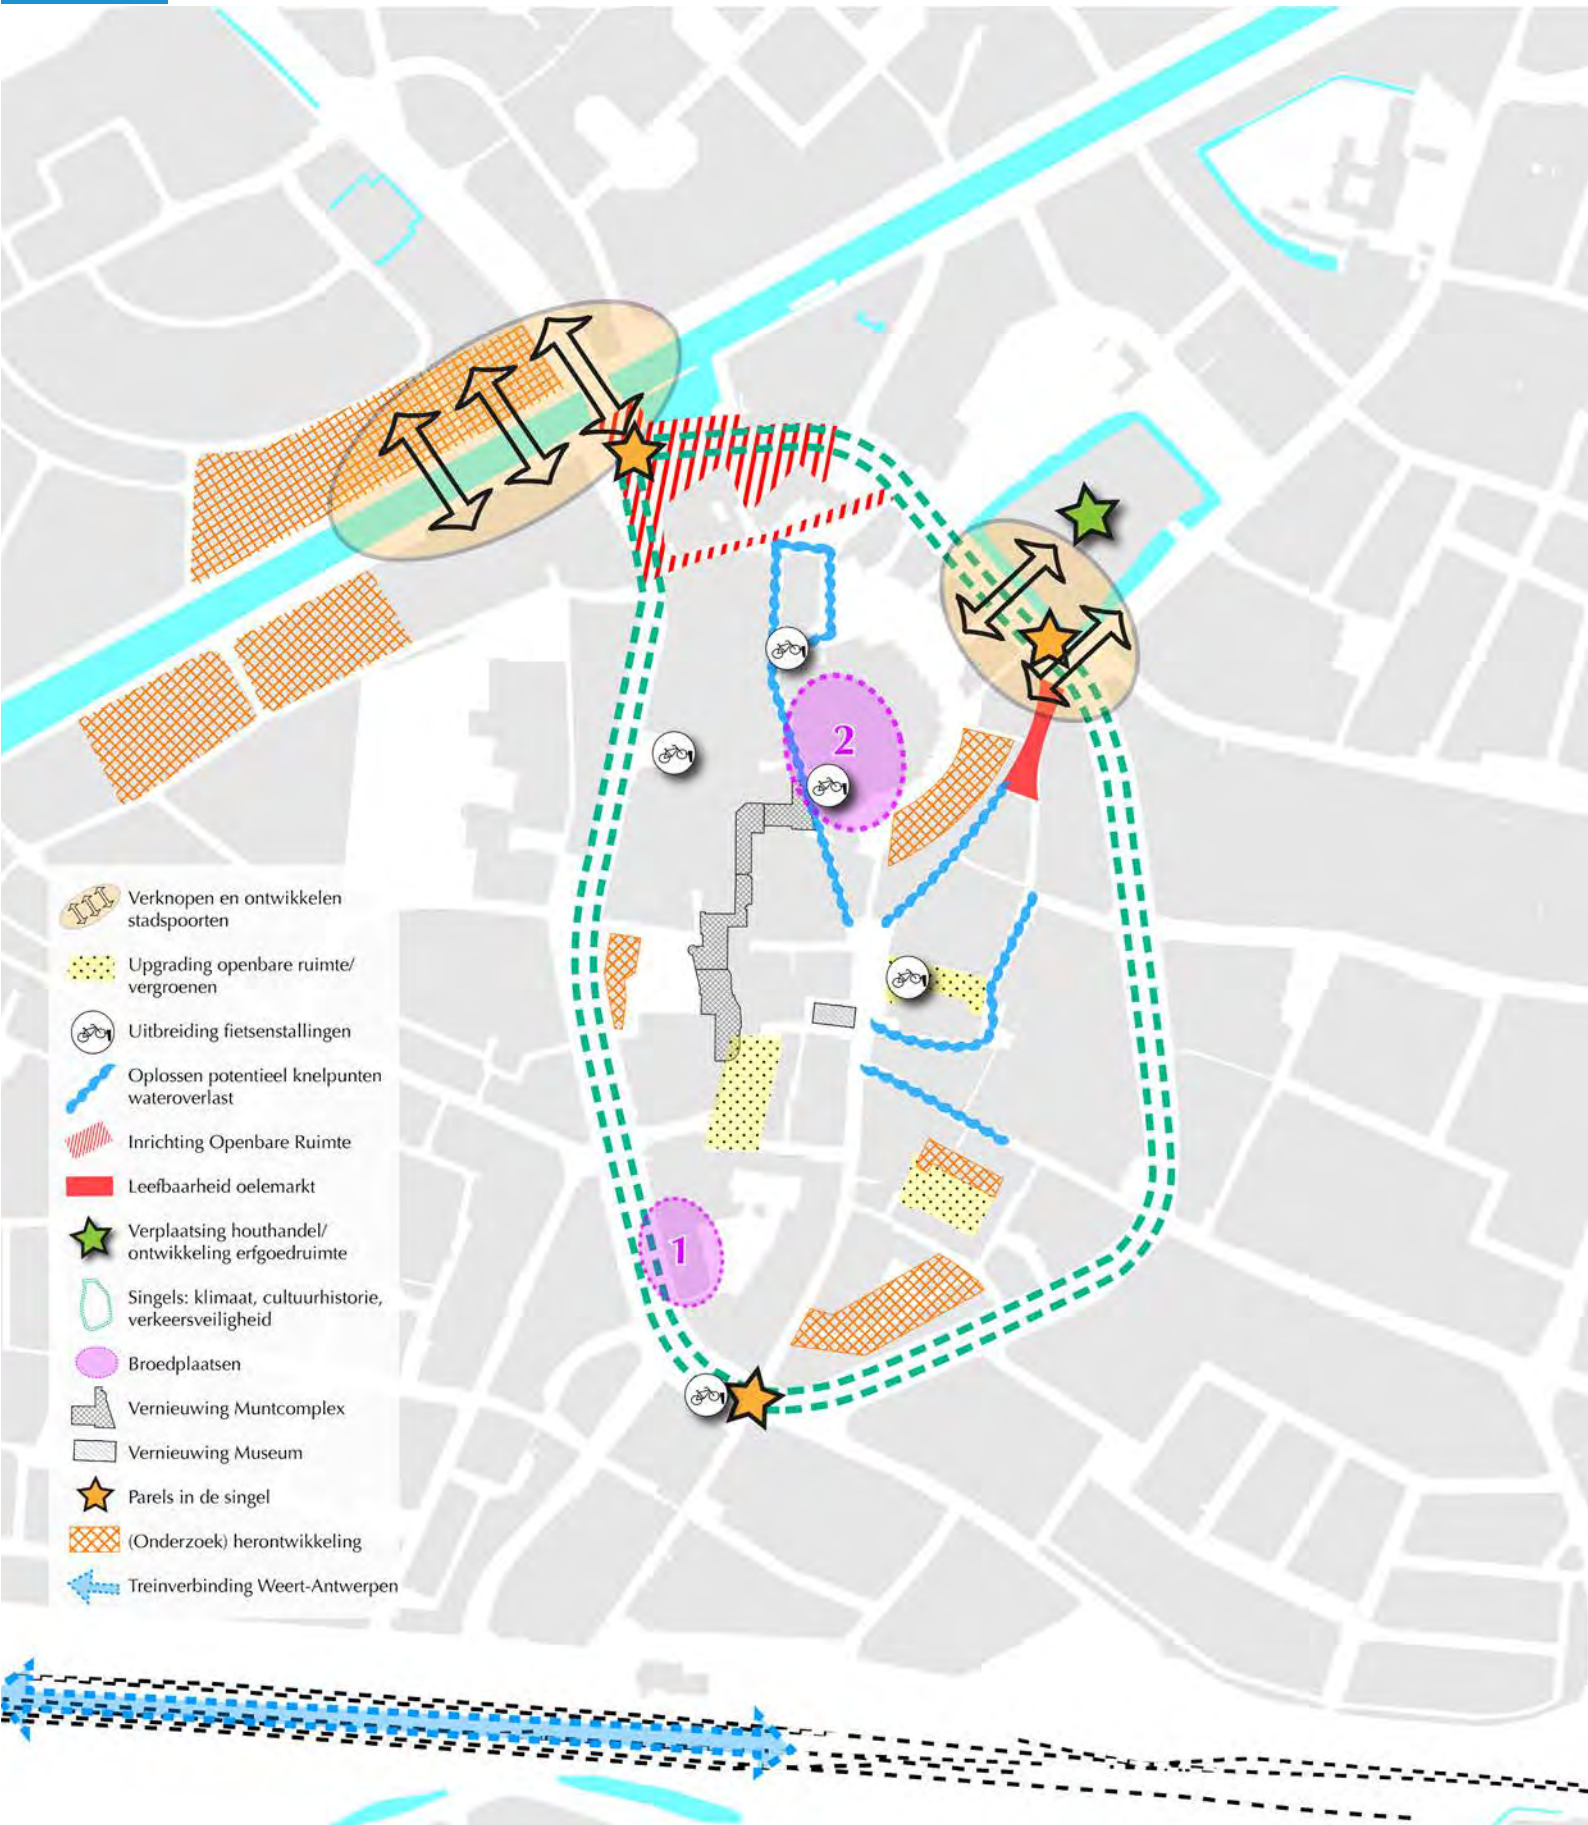 2
1
Verknopen en ontwikkelen
stadspoorten
Upgrading openbare ruimte/
vergroenen
Uitbreiding fietsenstallingen
Oplossen potentieel knelpunten
wateroverlast
Inrichting Openbare Ruimte
Leefbaarheid oelemarkt
Verplaatsing houthandel/
ontwikkeling erfgoedruimte
Singels: klimaat, cultuurhistorie,
verkeersveiligheid
Broedplaatsen
Vernieuwing Muntcomplex
Vernieuwing Museum
Parels in de singel
(Onderzoek) herontwikkeling
Treinverbinding Weert-Antwerpen